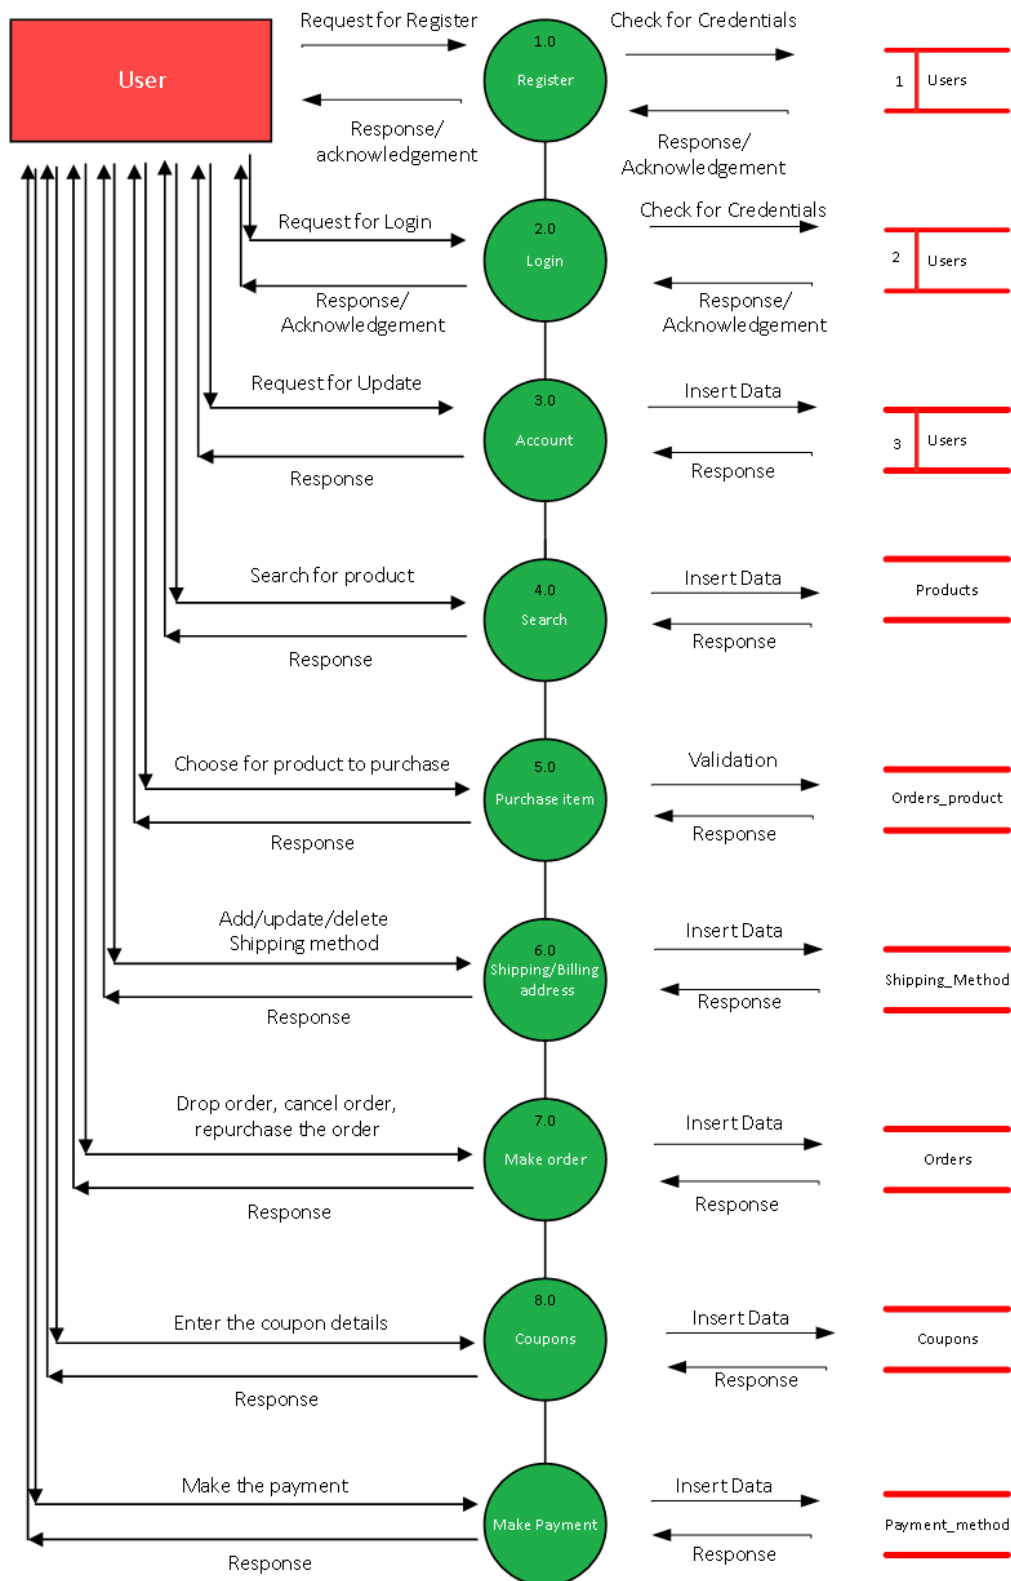 User
Request for Register
1.0
Register
Check for Credentials
1
Users
Response/
acknowledgement
Response/
Acknowledgement
Request for Login
2.0
Login
Check for Credentials
2
Users
Response/
Acknowledgement
Response/
Acknowledgement
Request for Update
3.0
Account
Insert Data
3
Users
Response
Response
Search for product
4.0
Search
Insert Data
Products
Response
Response
Choose for product to purchase
5.0
Purchase item
Validation
Orders_product
Response
Response
Add/update/delete
Shipping method
6.0
Shipping/Billing
address
Insert Data
Shipping_Method
Response
Response
Drop order, cancel order,
repurchase the order
7.0
Make order
Insert Data
Orders
Response
Response
Enter the coupon details
8.0
Coupons
Insert Data
Coupons
Response
Response
Make the payment
Make Payment
Insert Data
Payment_method
Response
Response